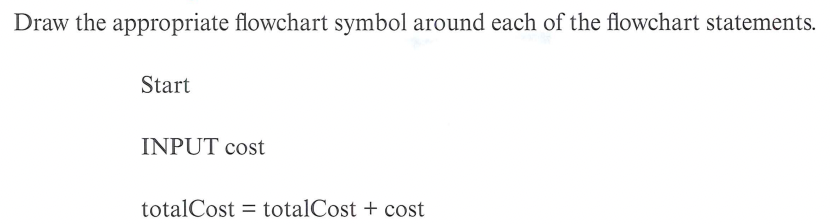 Draw the appropriate flowchart symbol around each of the flowchart statements.
Start
INPUT cost
totalCost = totalCost + cost